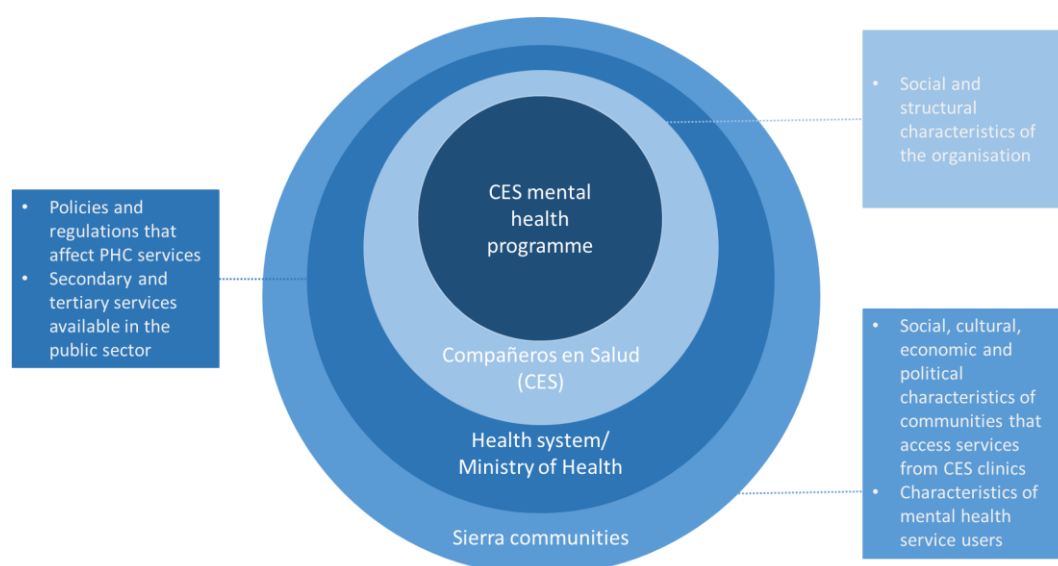 CES mental
health
programme
Compañeros en Salud
(CES)
Health system/
Ministry of Health
Sierra communities
• Policies and
regulations that
affect PHC services
• Secondary and
tertiary services
available in the
public sector
• Social and
structural
characteristics of
the organisation
• Social, cultural,
economic and
political
characteristics of
communities that
access services
from CES clinics
• Characteristics of
mental health
service users